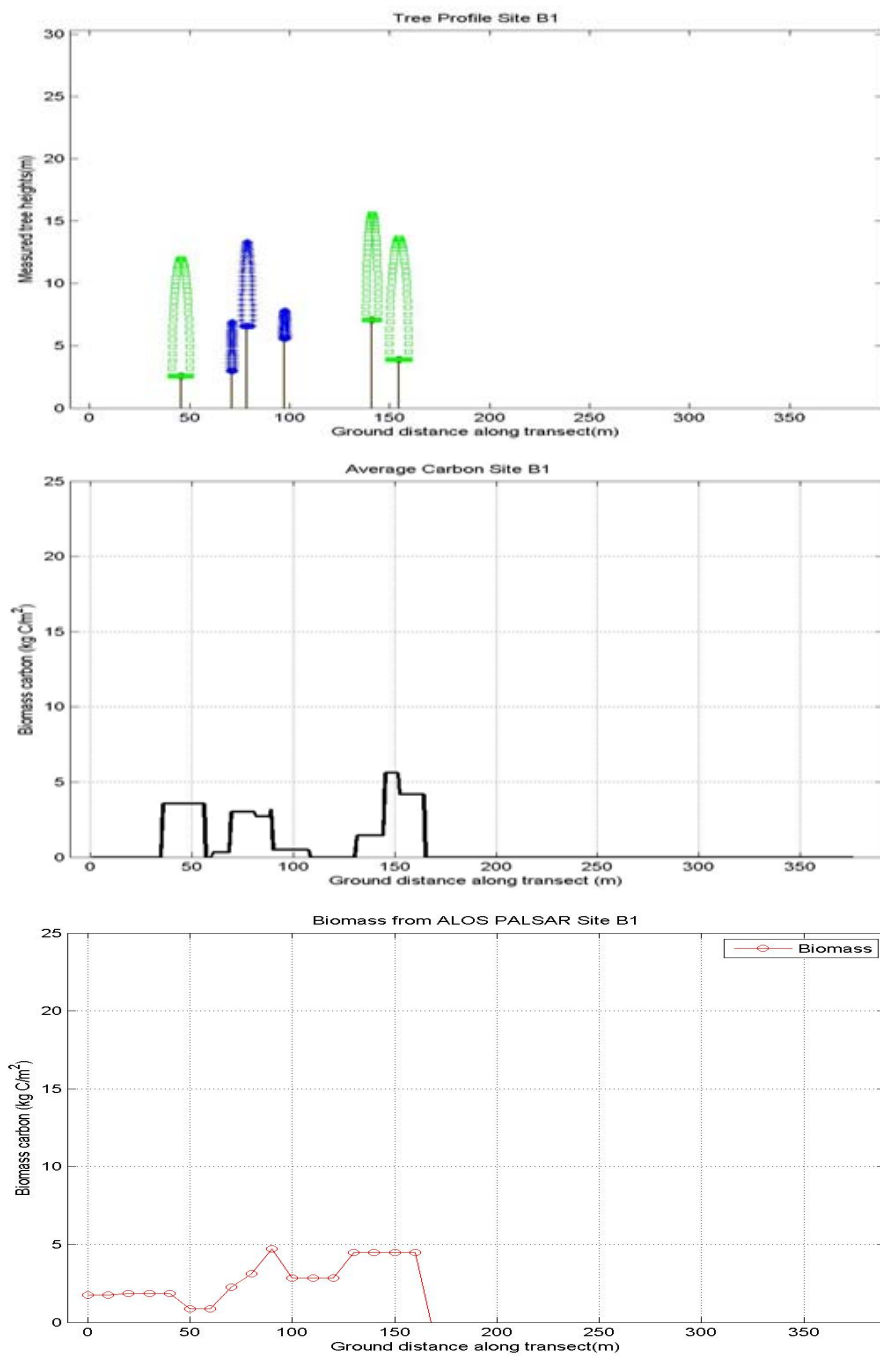 Tree Profile Site B1
30
25
20
15
10
5
0
Measured tree heights(m)
0 50 100 150 200 250 300 350
Ground distance along transect(m)
Average Carbon Site B1
25
20
15
10
5
0
Biomass carbon (kg C/m²)
0 50 100 150 200 250 300 350
Ground distance along transect (m)
Biomass from ALOS PALSAR Site B1
Biomass
25
20
15
10
5
0
Biomass carbon (kg C/m²)
0 50 100 150 200 250 300 350
Ground distance along transect(m)